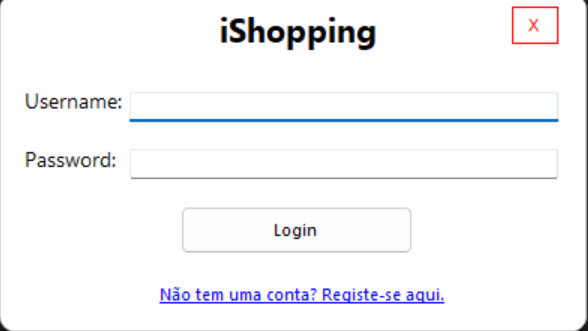 iShopping
X
Username:
Password:
Login
Não tem uma conta? Registe-se aqui.